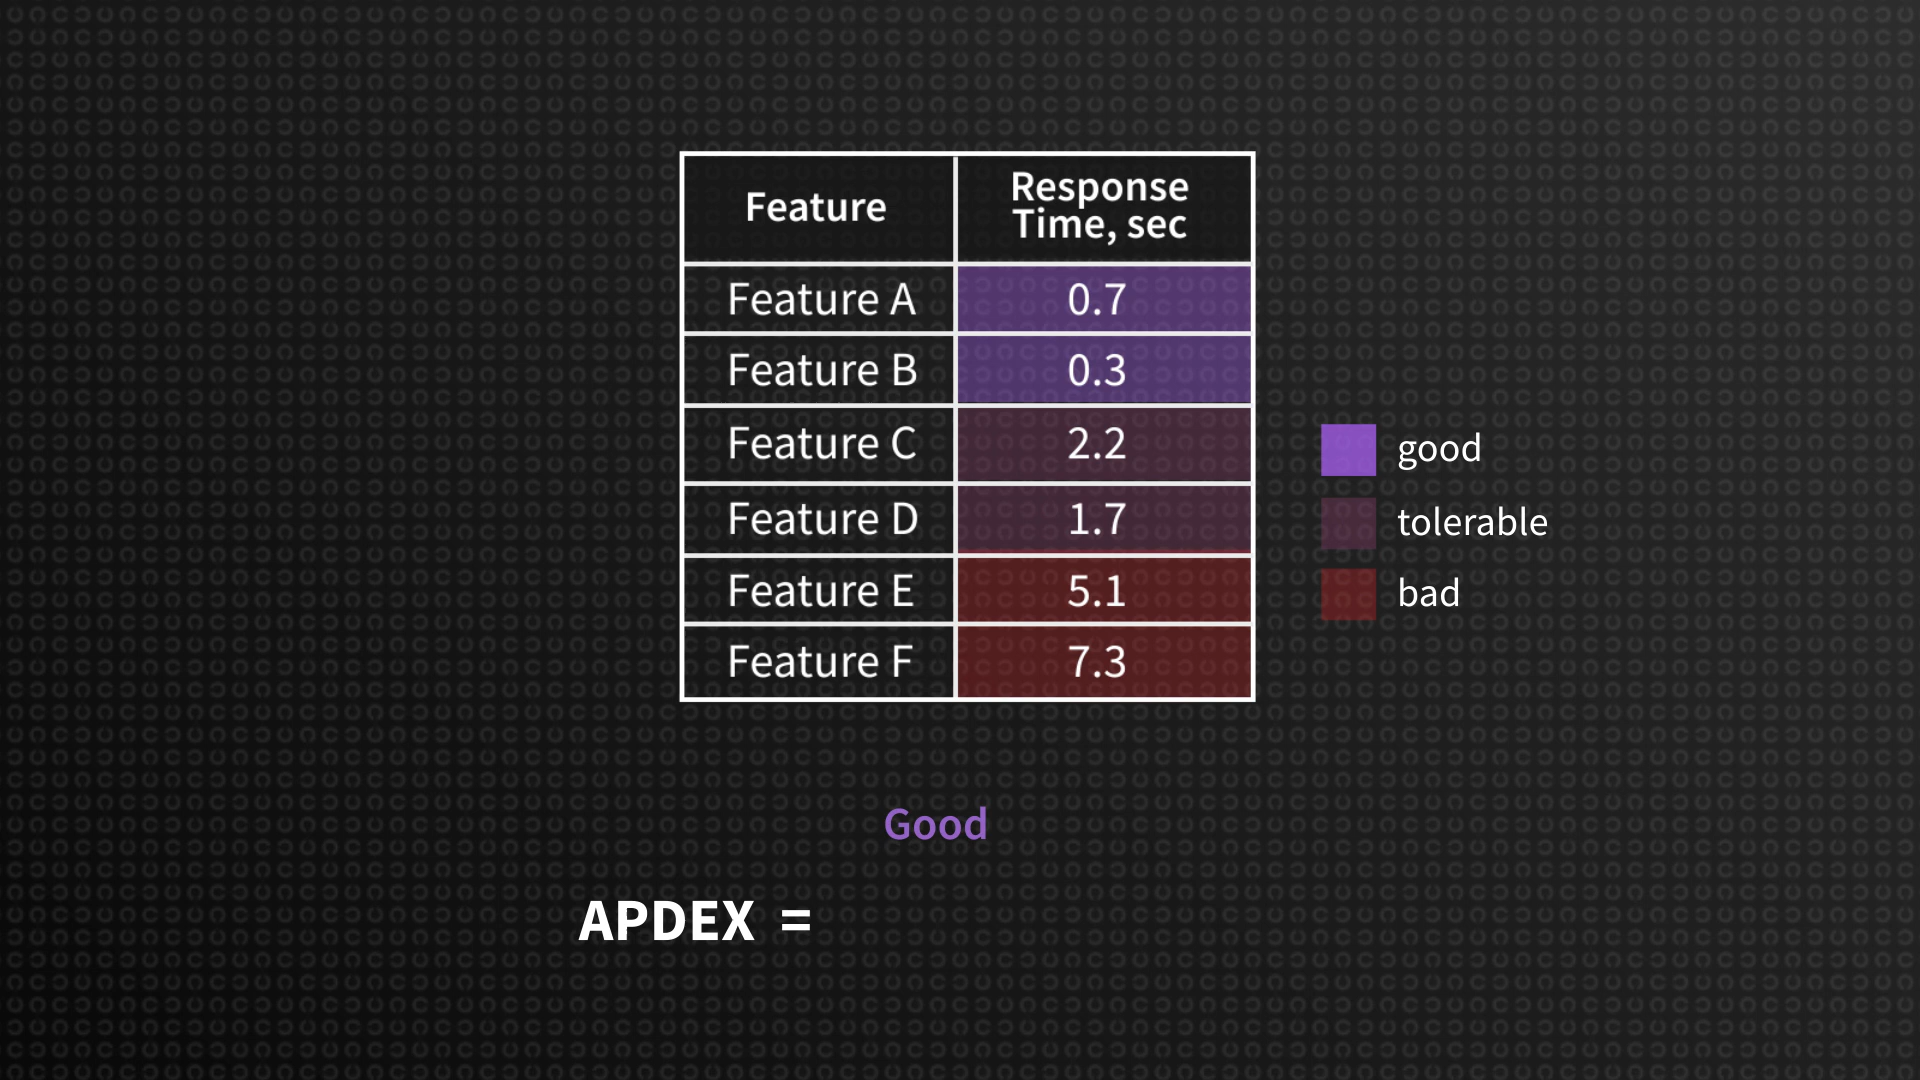 Feature
Response
Time, sec
Feature A
0.7
Feature B
0.3
Feature C
2.2
Feature D
1.7
Feature E
5.1
Feature F
7.3
good
tolerable
bad
Good
APDEX =